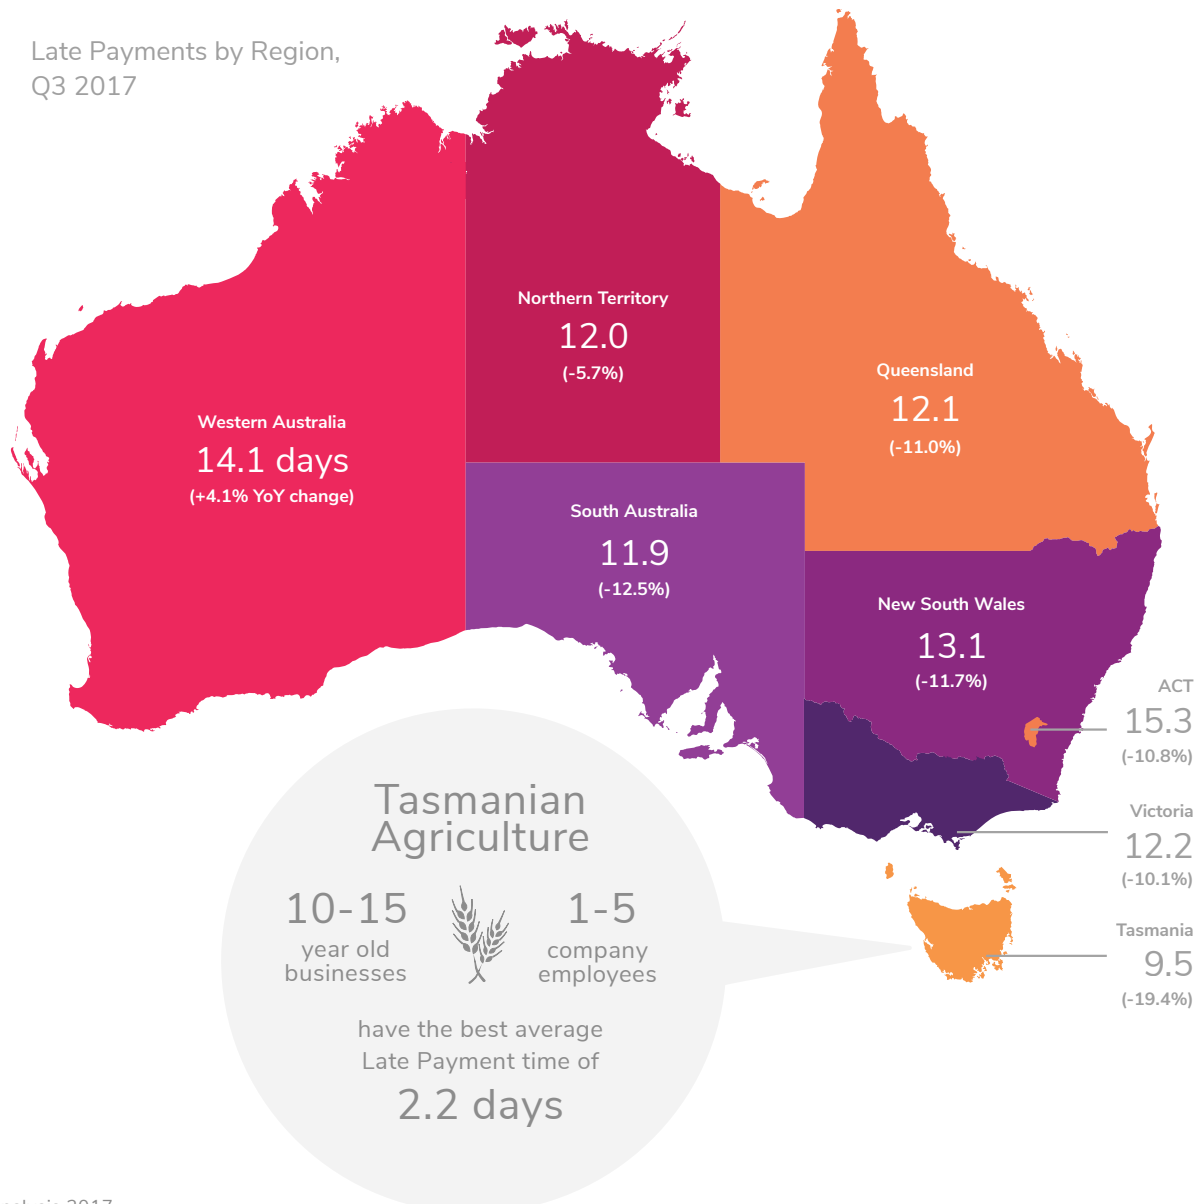 Late Payments by Region,
Q3 2017
Northern Territory
12.0
(-5.7%)
Queensland
12.1
(-11.0%)
Western Australia
14.1 days
(+4.1% YoY change)
South Australia
11.9
(-12.5%)
New South Wales
13.1
(-11.7%)
ACT
15.3
(-10.8%)
Victoria
12.2
(-10.1%)
Tasmania
9.5
(-19.4%)
Tasmanian
Agriculture
10-15
year old
businesses
1-5
company
employees
have the best average
Late Payment time of
2.2 days
2017